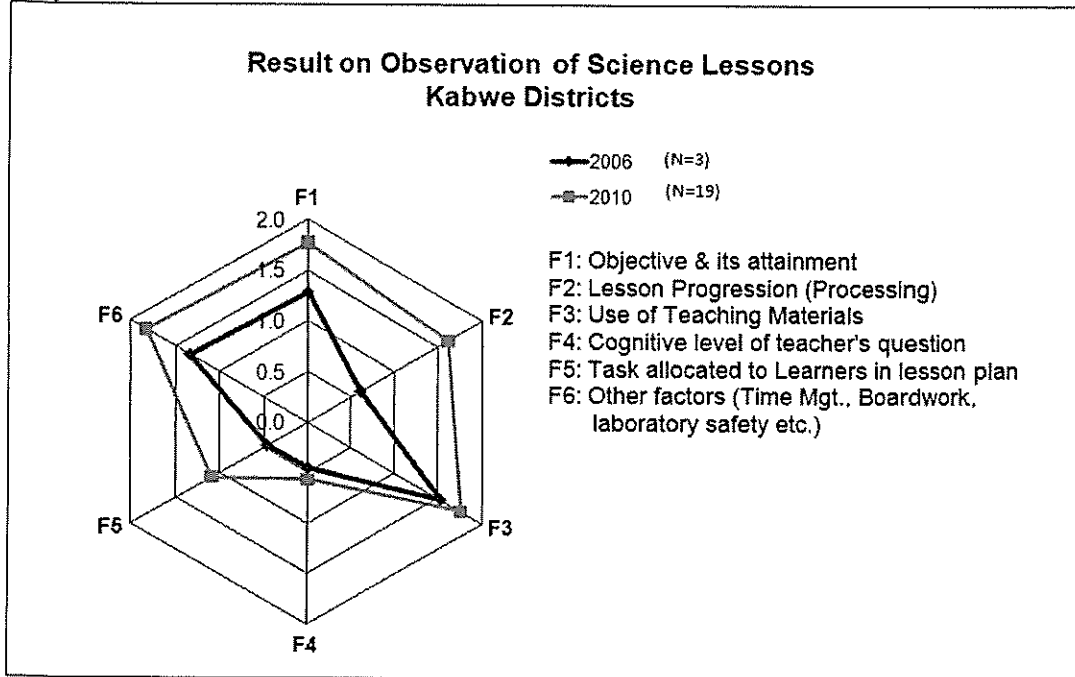 Result on Observation of Science Lessons
Kabwe Districts
2006 (N=3)
2010 (N=19)
F1
2.0
1.5
1.0
0.5
0.0
F2
F3
F4
F5
F6
F1: Objective & its attainment
F2: Lesson Progression (Processing)
F3: Use of Teaching Materials
F4: Cognitive level of teacher's question
F5: Task allocated to Learners in lesson plan
F6: Other factors (Time Mgt., Boardwork,
laboratory safety etc.)